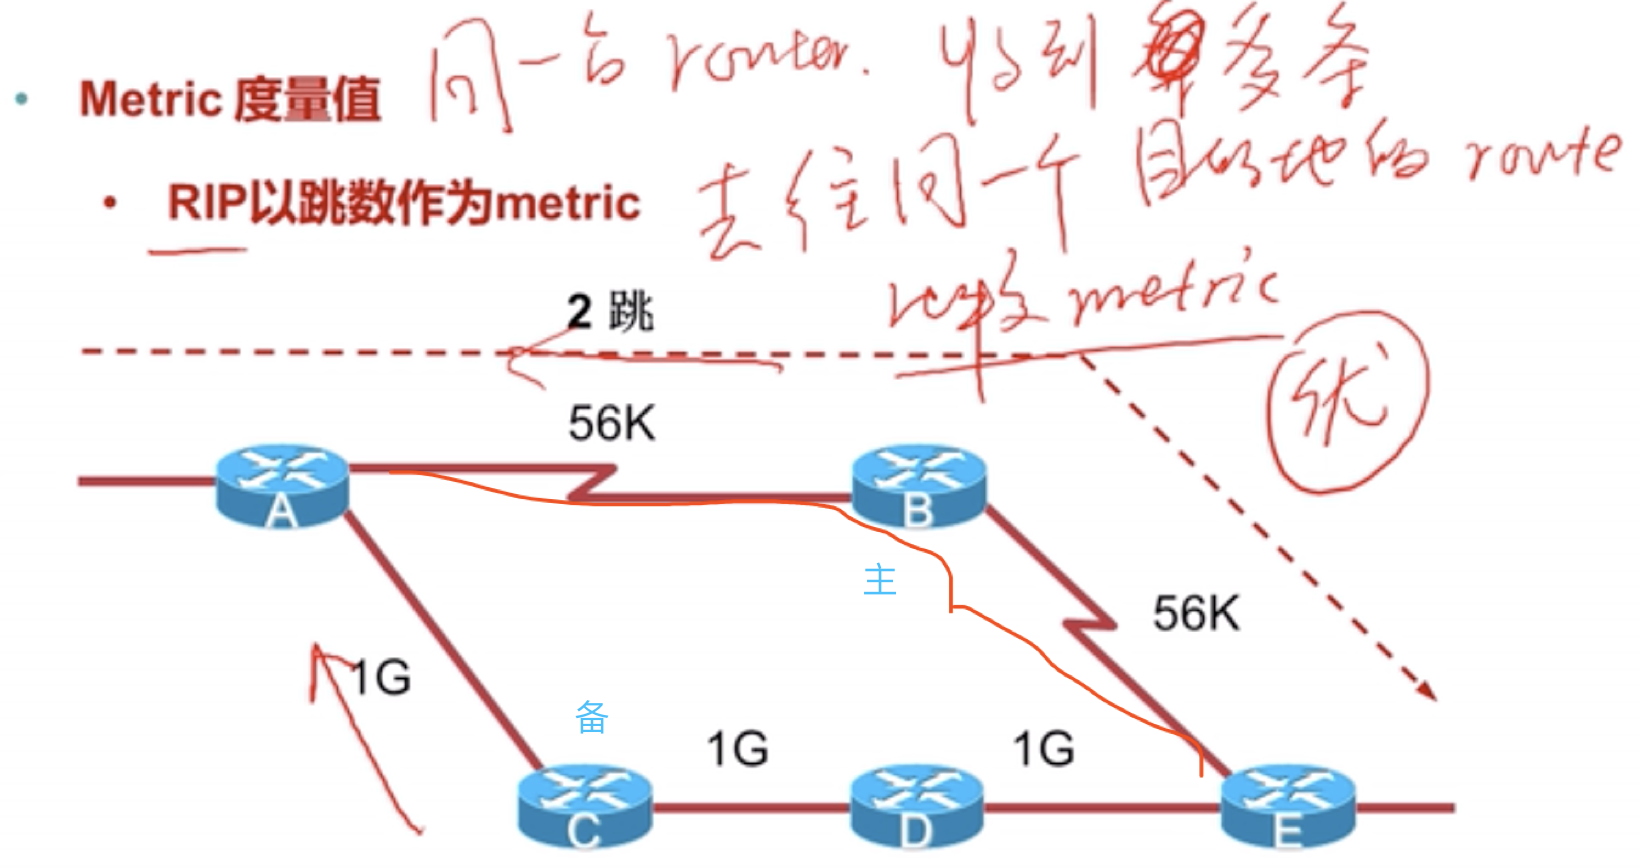 Metric 度量值 同一台 router. 收到 多条
RIP以跳数作为metric 去往同一个 目的地的 route
2 跳 比较 metric
优
56K
A B
主
56K
1G
备
1G 1G
C D E